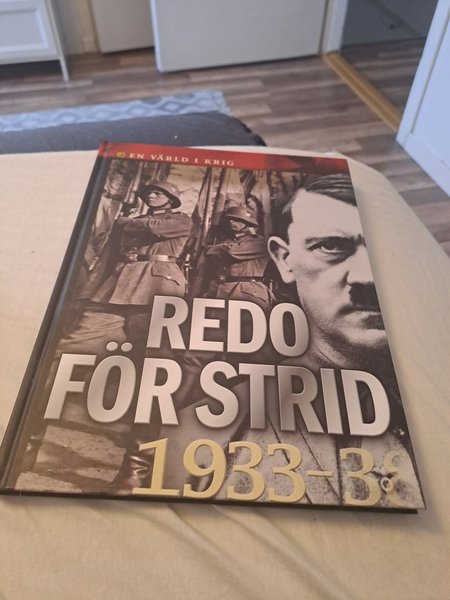 EN VÄRLD I KRIG
REDO
FÖR STRID
1933–38